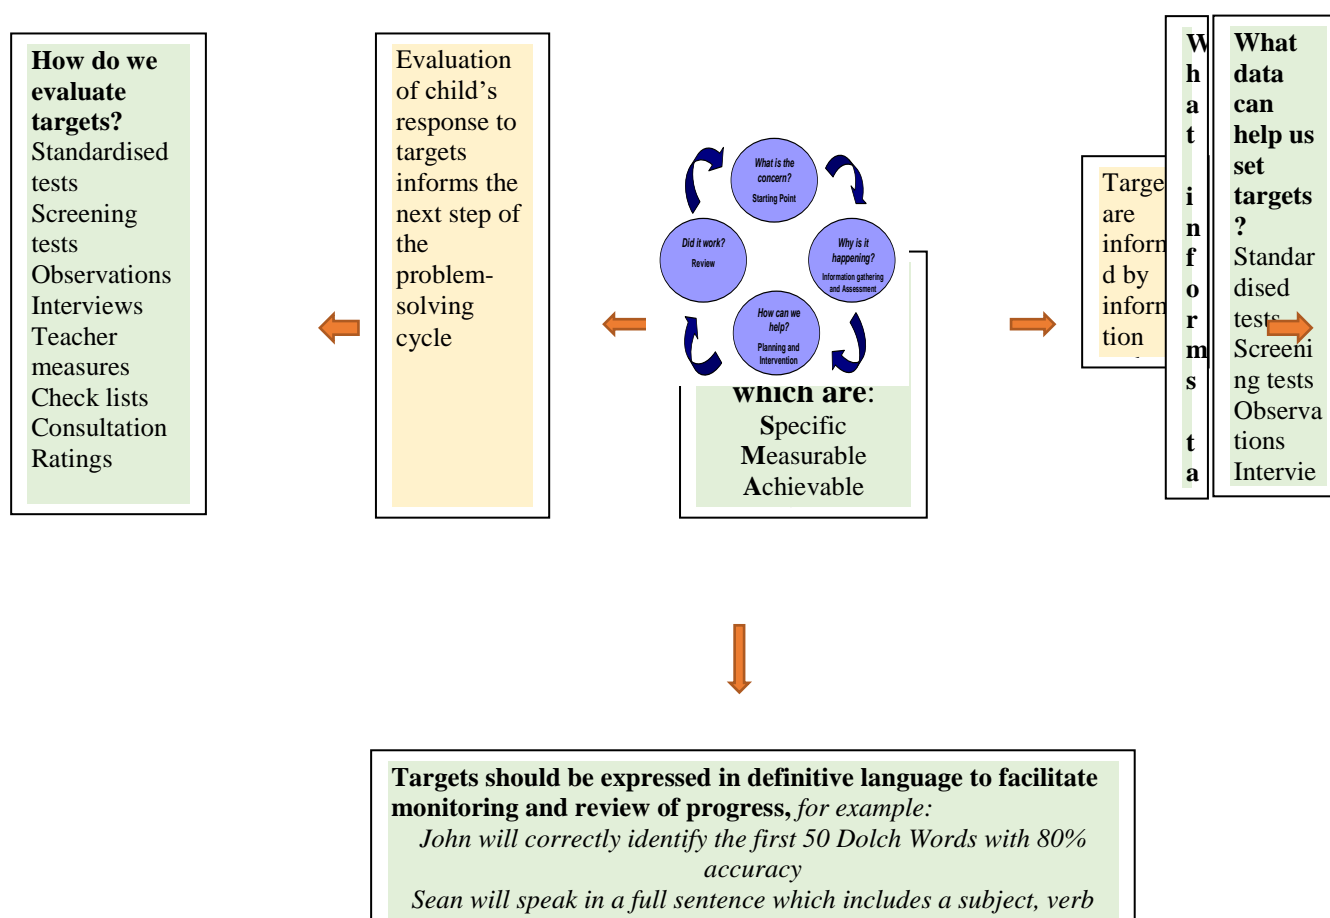 How do we
evaluate
targets?
Standardised
tests
Screening
tests
Observations
Interviews
Teacher
measures
Check lists
Consultation
Ratings
Evaluation
of child’s
response to
targets
informs the
next step of
the
problem-
solving
cycle
What is the
concern?
Starting Point
Did it work?
Review
Why is it
happening?
Information gathering
and Assessment
How can we
help?
Planning and
Intervention
which are:
Specific
Measurable
Achievable
Targe
are
inform
d by
inform
tion
W
h
a
t
i
n
f
o
r
m
s
t
a
What
data
can
help us
set
targets
?
Standar
dised
tests
Screeni
ng tests
Observa
tions
Intervie
Targets should be expressed in definitive language to facilitate
monitoring and review of progress, for example:
John will correctly identify the first 50 Dolch Words with 80%
accuracy
Sean will speak in a full sentence which includes a subject, verb